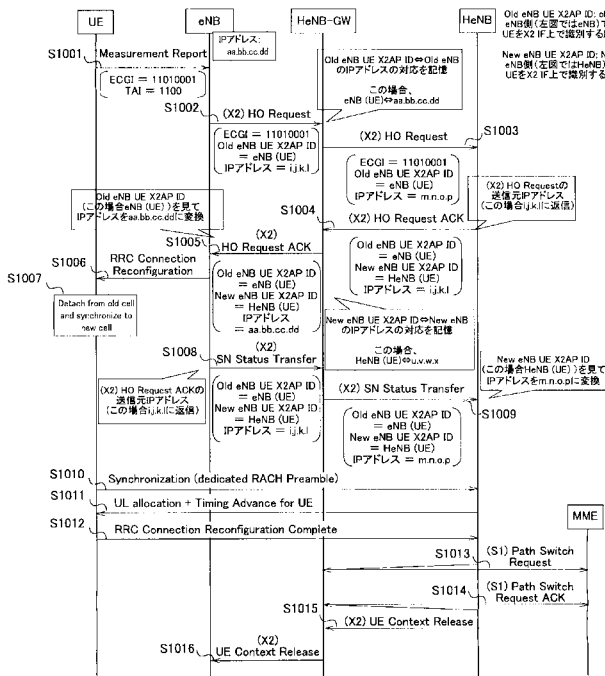 UE
eNB
HeNB-GW
HeNB
IPアドレス:
aa.bb.cc.dd
Old eNB UE X2AP ID:
eNB側(左図ではeNB)で
UEをX2 IF上で識別する
New eNB UE X2AP ID:
eNB側(左図ではHeNB)
UEをX2 IF上で識別する
S1001
Measurement Report
ECGI = 11010001
TAI = 1100
Old eNB UE X2AP ID⇔Old eNB
のIPアドレスの対応を記憶
この場合、
eNB (UE)⇔aa.bb.cc.dd
S1002
(X2) HO Request
ECGI = 11010001
Old eNB UE X2AP ID
= eNB (UE)
IPアドレス = i.j.k.l
(X2) HO Request
S1003
ECGI = 11010001
Old eNB UE X2AP ID
= eNB (UE)
IPアドレス = m.n.o.p
(X2) HO Requestの
送信元IPアドレス
(この場合i.j.k.lに返信)
Old eNB UE X2AP ID
(この場合eNB (UE))を見て
IPアドレスをaa.bb.cc.ddに変換
S1004
(X2) HO Request ACK
S1005
(X2)
HO Request ACK
Old eNB UE X2AP ID
= eNB (UE)
New eNB UE X2AP ID
= HeNB (UE)
IPアドレス = i.j.k.l
S1006
RRC Connection
Reconfiguration
S1007
Detach from old cell
and synchronize to
new cell
Old eNB UE X2AP ID
= eNB (UE)
New eNB UE X2AP ID
= HeNB (UE)
IPアドレス
= aa.bb.cc.dd
New eNB UE X2AP ID⇔New eNB
のIPアドレスの対応を記憶
この場合、
HeNB (UE)⇔u.v.w.x
S1008
(X2)
SN Status Transfer
(X2) HO Request ACKの
送信元IPアドレス
(この場合i.j.k.lに返信)
Old eNB UE X2AP ID
= eNB (UE)
New eNB UE X2AP ID
= HeNB (UE)
IPアドレス = i.j.k.l
(X2) SN Status Transfer
S1009
New eNB UE X2AP ID
(この場合HeNB (UE))を見て
IPアドレスをm.n.o.pに変換
Old eNB UE X2AP ID
= eNB (UE)
New eNB UE X2AP ID
= HeNB (UE)
IPアドレス = m.n.o.p
S1010
Synchronization (dedicated RACH Preamble)
S1011
UL allocation + Timing Advance for UE
S1012
RRC Connection Reconfiguration Complete
MME
S1013
(S1) Path Switch
Request
S1014
(S1) Path Switch
Request ACK
S1015
(X2) UE Context Release
S1016
(X2)
UE Context Release